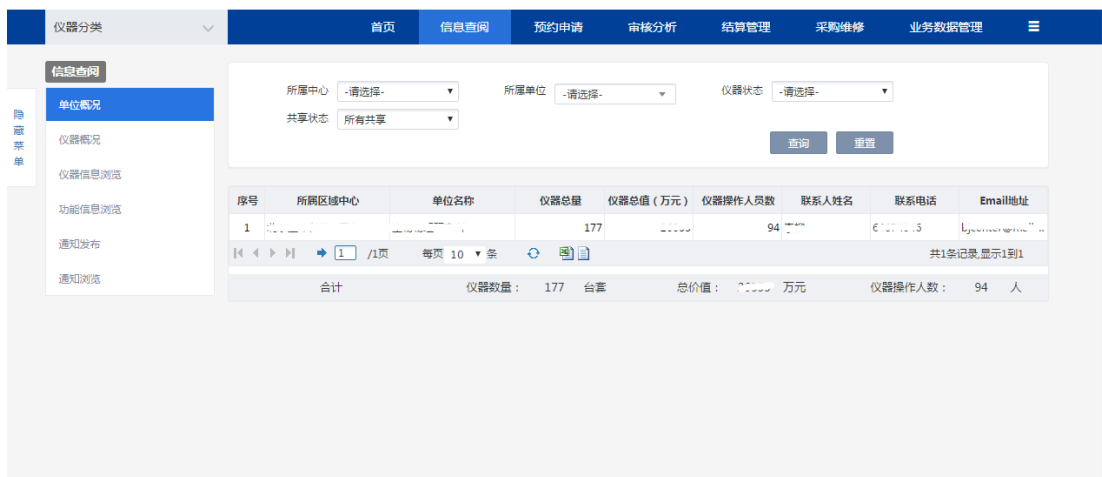 仪器分类 首页 信息查阅 预约申请 审核分析 结算管理 采购维修 业务数据管理
信息查阅
单位概况
仪器概况
仪器信息浏览
功能信息浏览
通知发布
通知浏览
隐藏菜单
所属中心 -请选择- 所属单位 -请选择- 仪器状态 -请选择-
共享状态 所有共享
查询 重置
序号 所属区域中心 单位名称 仪器总量 仪器总值（万元） 仪器操作人员数 联系人姓名 联系电话 Email地址
1 177 94
1 /1页 每页 10 条 共1条记录,显示1到1
合计 仪器数量： 177 台套 总价值： 万元 仪器操作人数： 94 人